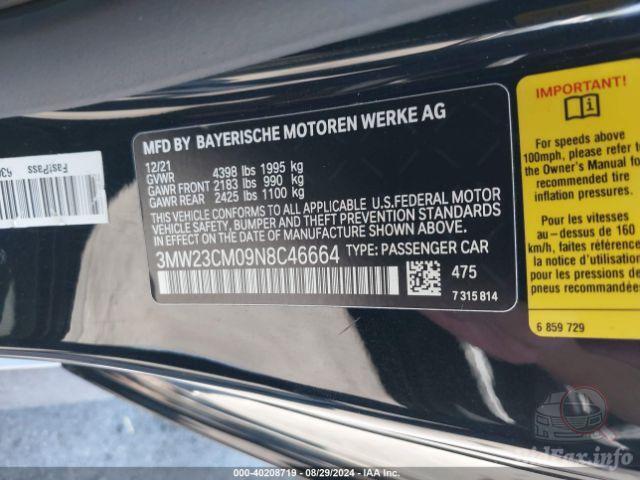 MFD BY BAYERISCHE MOTOREN WERKE AG
12/21
GVWR 4398 lbs 1995 kg
GAWR FRONT 2183 lbs 990 kg
GAWR REAR 2425 lbs 1100 kg
THIS VEHICLE CONFORMS TO ALL APPLICABLE U.S.FEDERAL MOTOR
VEHICLE SAFETY, BUMPER, AND THEFT PREVENTION STANDARDS
IN EFFECT ON THE DATE OF MANUFACTURE SHOWN ABOVE.
3MW23CM09N8C46664 TYPE: PASSENGER CAR
475
7 315 814
IMPORTANT!
For speeds above
100mph, please refer to
the Owner's Manual for
recommended tire
inflation pressures.
Pour les vitesses
au-dessus de 160
km/h, faites référence
à la notice de
pneus recommandées
6 859 729
FastPass
000-40208719 - 08/29/2024 - IAA Inc.
BidFax.info